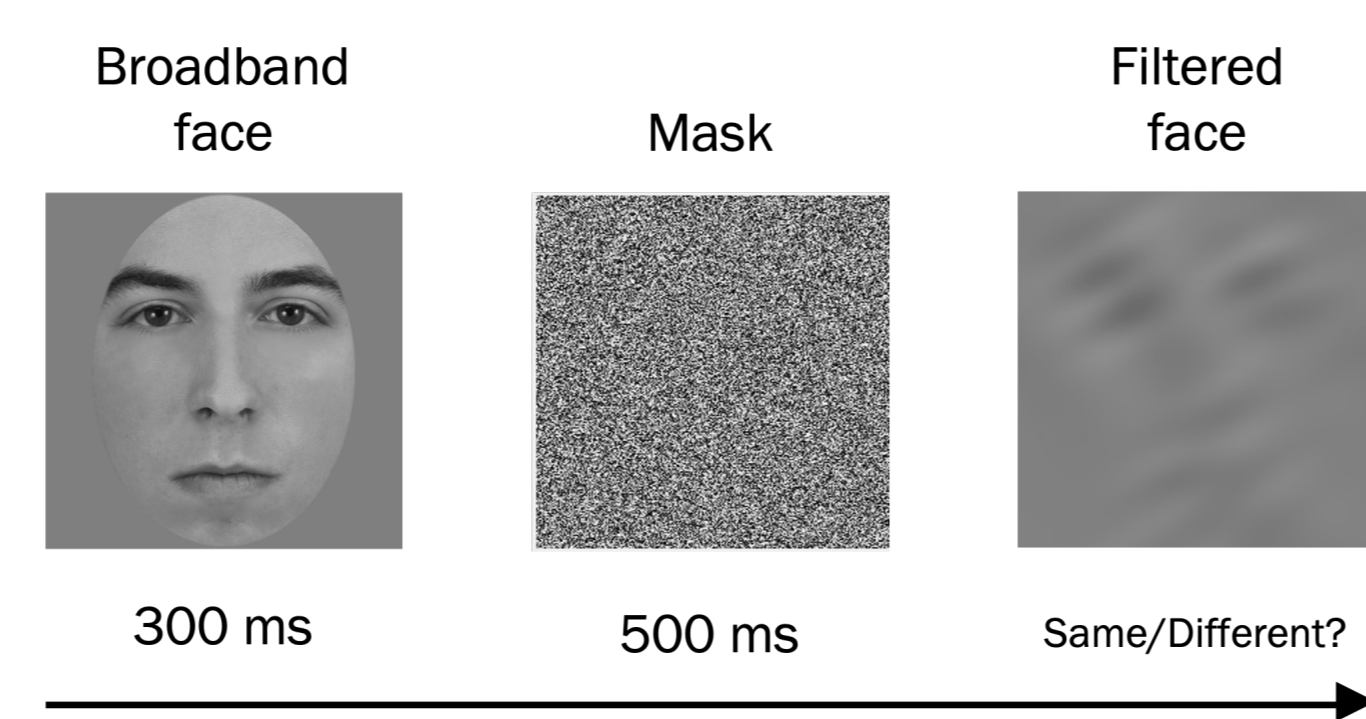 Broadband
face
Mask
Filtered
face
300 ms
500 ms
Same/Different?